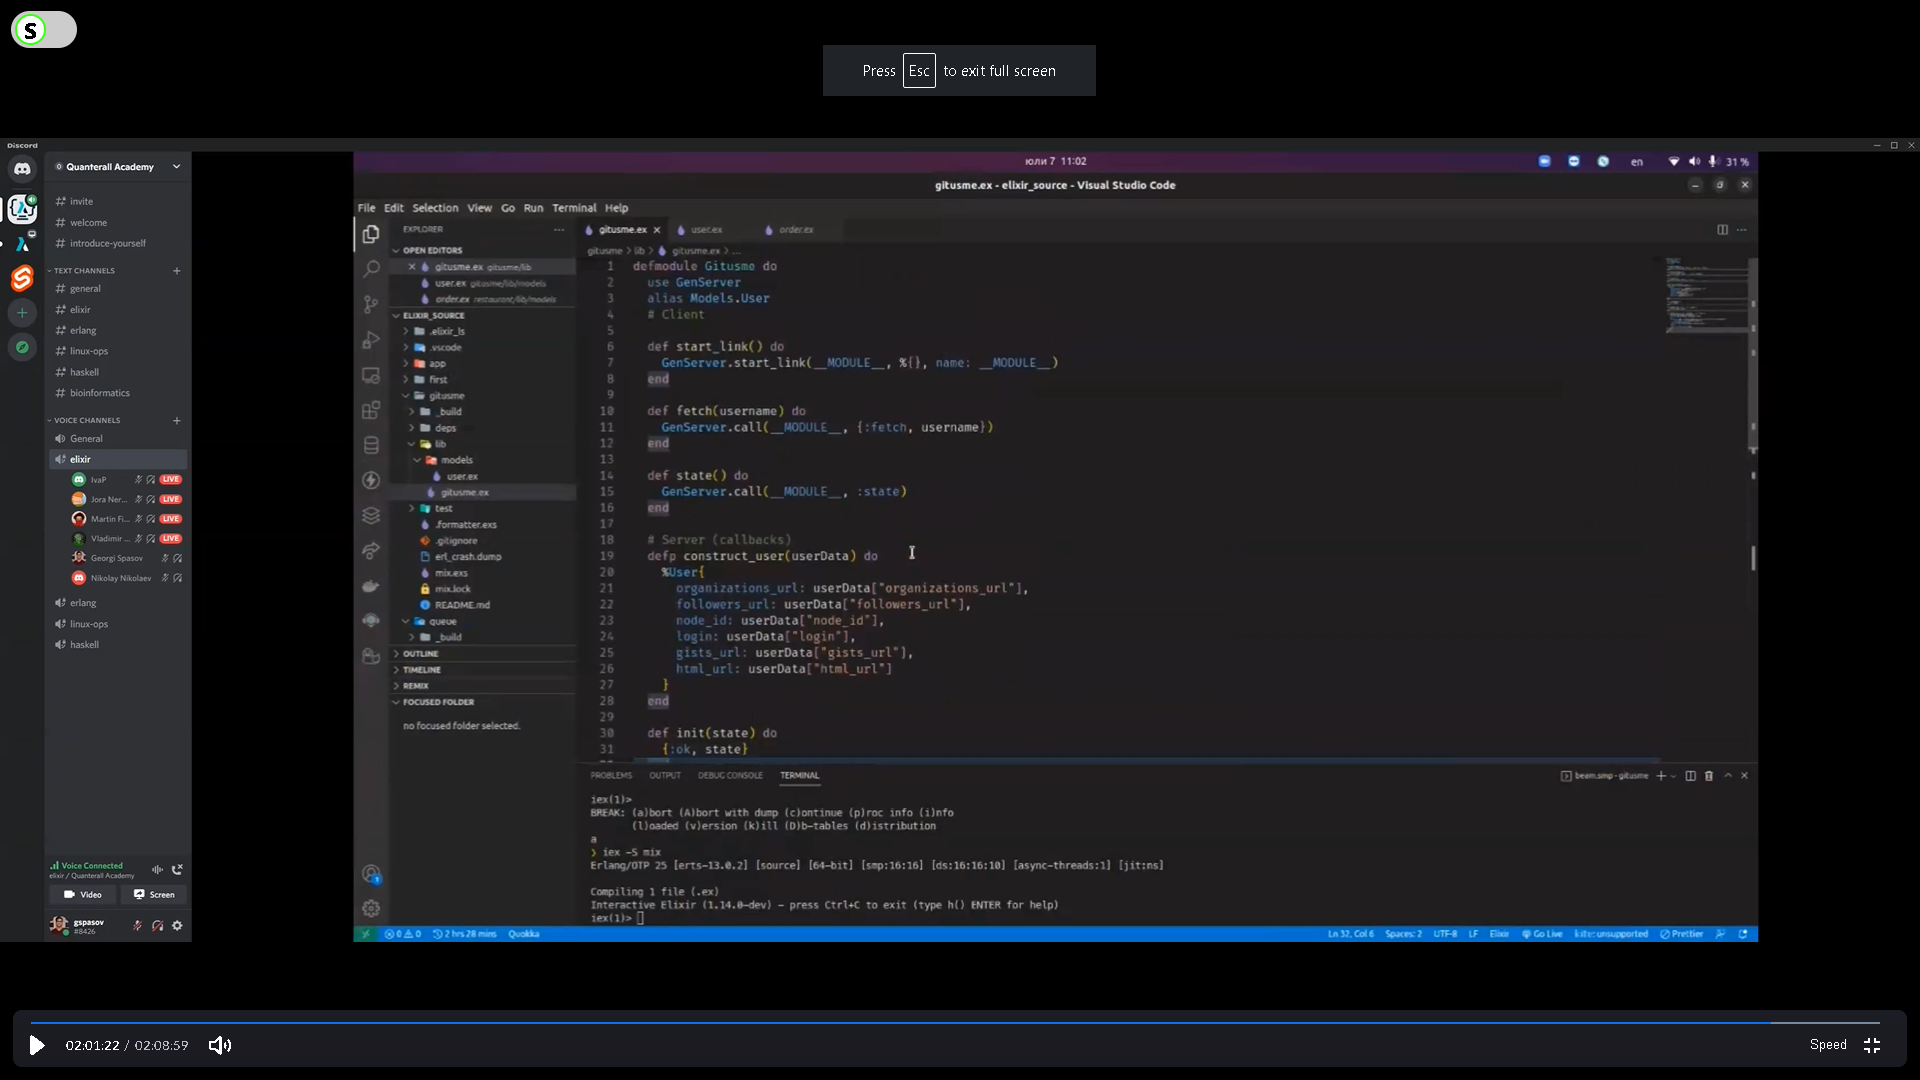 S
Press Esc to exit full screen
Discord
Quanterall Academy
invite
welcome
introduce-yourself
TEXT CHANNELS
general
elixir
erlang
linux-ops
haskell
bioinformatics
VOICE CHANNELS
General
elixir
IvaP LIVE
Jora Ner... LIVE
Martin Fi... LIVE
Vladimir ... LIVE
Georgi Spasov
Nikolay Nikolaev
erlang
linux-ops
haskell
Voice Connected
elixir / Quanterall Academy
Video Screen
gspasov
#8426
юли 7 11:02
en 31 %
gitusme.ex - elixir_source - Visual Studio Code
File Edit Selection View Go Run Terminal Help
EXPLORER
OPEN EDITORS
gitusme.ex gitusme/lib
user.ex gitusme/lib/models
order.ex restaurant/lib/models
ELIXIR_SOURCE
.elixir_ls
.vscode
app
first
gitusme
_build
deps
lib
models
user.ex
gitusme.ex
test
.formatter.exs
.gitignore
erl_crash.dump
mix.exs
mix.lock
README.md
queue
_build
OUTLINE
TIMELINE
REMIX
FOCUSED FOLDER
no focused folder selected.
gitusme.ex user.ex order.ex
gitusme > lib > gitusme.ex > ...
1 defmodule Gitusme do
2 use GenServer
3 alias Models.User
4 # Client
5
6 def start_link() do
7 GenServer.start_link(__MODULE__, %{}, name: __MODULE__)
8 end
9
10 def fetch(username) do
11 GenServer.call(__MODULE__, {:fetch, username})
12 end
13
14 def state() do
15 GenServer.call(__MODULE__, :state)
16 end
17
18 # Server (callbacks)
19 defp construct_user(userData) do
20 %User{
21 organizations_url: userData["organizations_url"],
22 followers_url: userData["followers_url"],
23 node_id: userData["node_id"],
24 login: userData["login"],
25 gists_url: userData["gists_url"],
26 html_url: userData["html_url"]
27 }
28 end
29
30 def init(state) do
31 {:ok, state}
PROBLEMS OUTPUT DEBUG CONSOLE TERMINAL
beam.smp - gitusme
iex(1)>
BREAK: (a)bort (A)bort with dump (c)ontinue (p)roc info (i)nfo
(l)oaded (v)ersion (k)ill (D)b-tables (d)istribution
a
❯ iex -S mix
Erlang/OTP 25 [erts-13.0.2] [source] [64-bit] [smp:16:16] [ds:16:16:10] [async-threads:1] [jit:ns]
Compiling 1 file (.ex)
Interactive Elixir (1.14.0-dev) - press Ctrl+C to exit (type h() ENTER for help)
iex(1)>
0 0 2 hrs 28 mins Quokka
Ln 32, Col 6 Spaces: 2 UTF-8 LF Elixir Go Live kite: unsupported Prettier
02:01:22 / 02:08:59
Speed